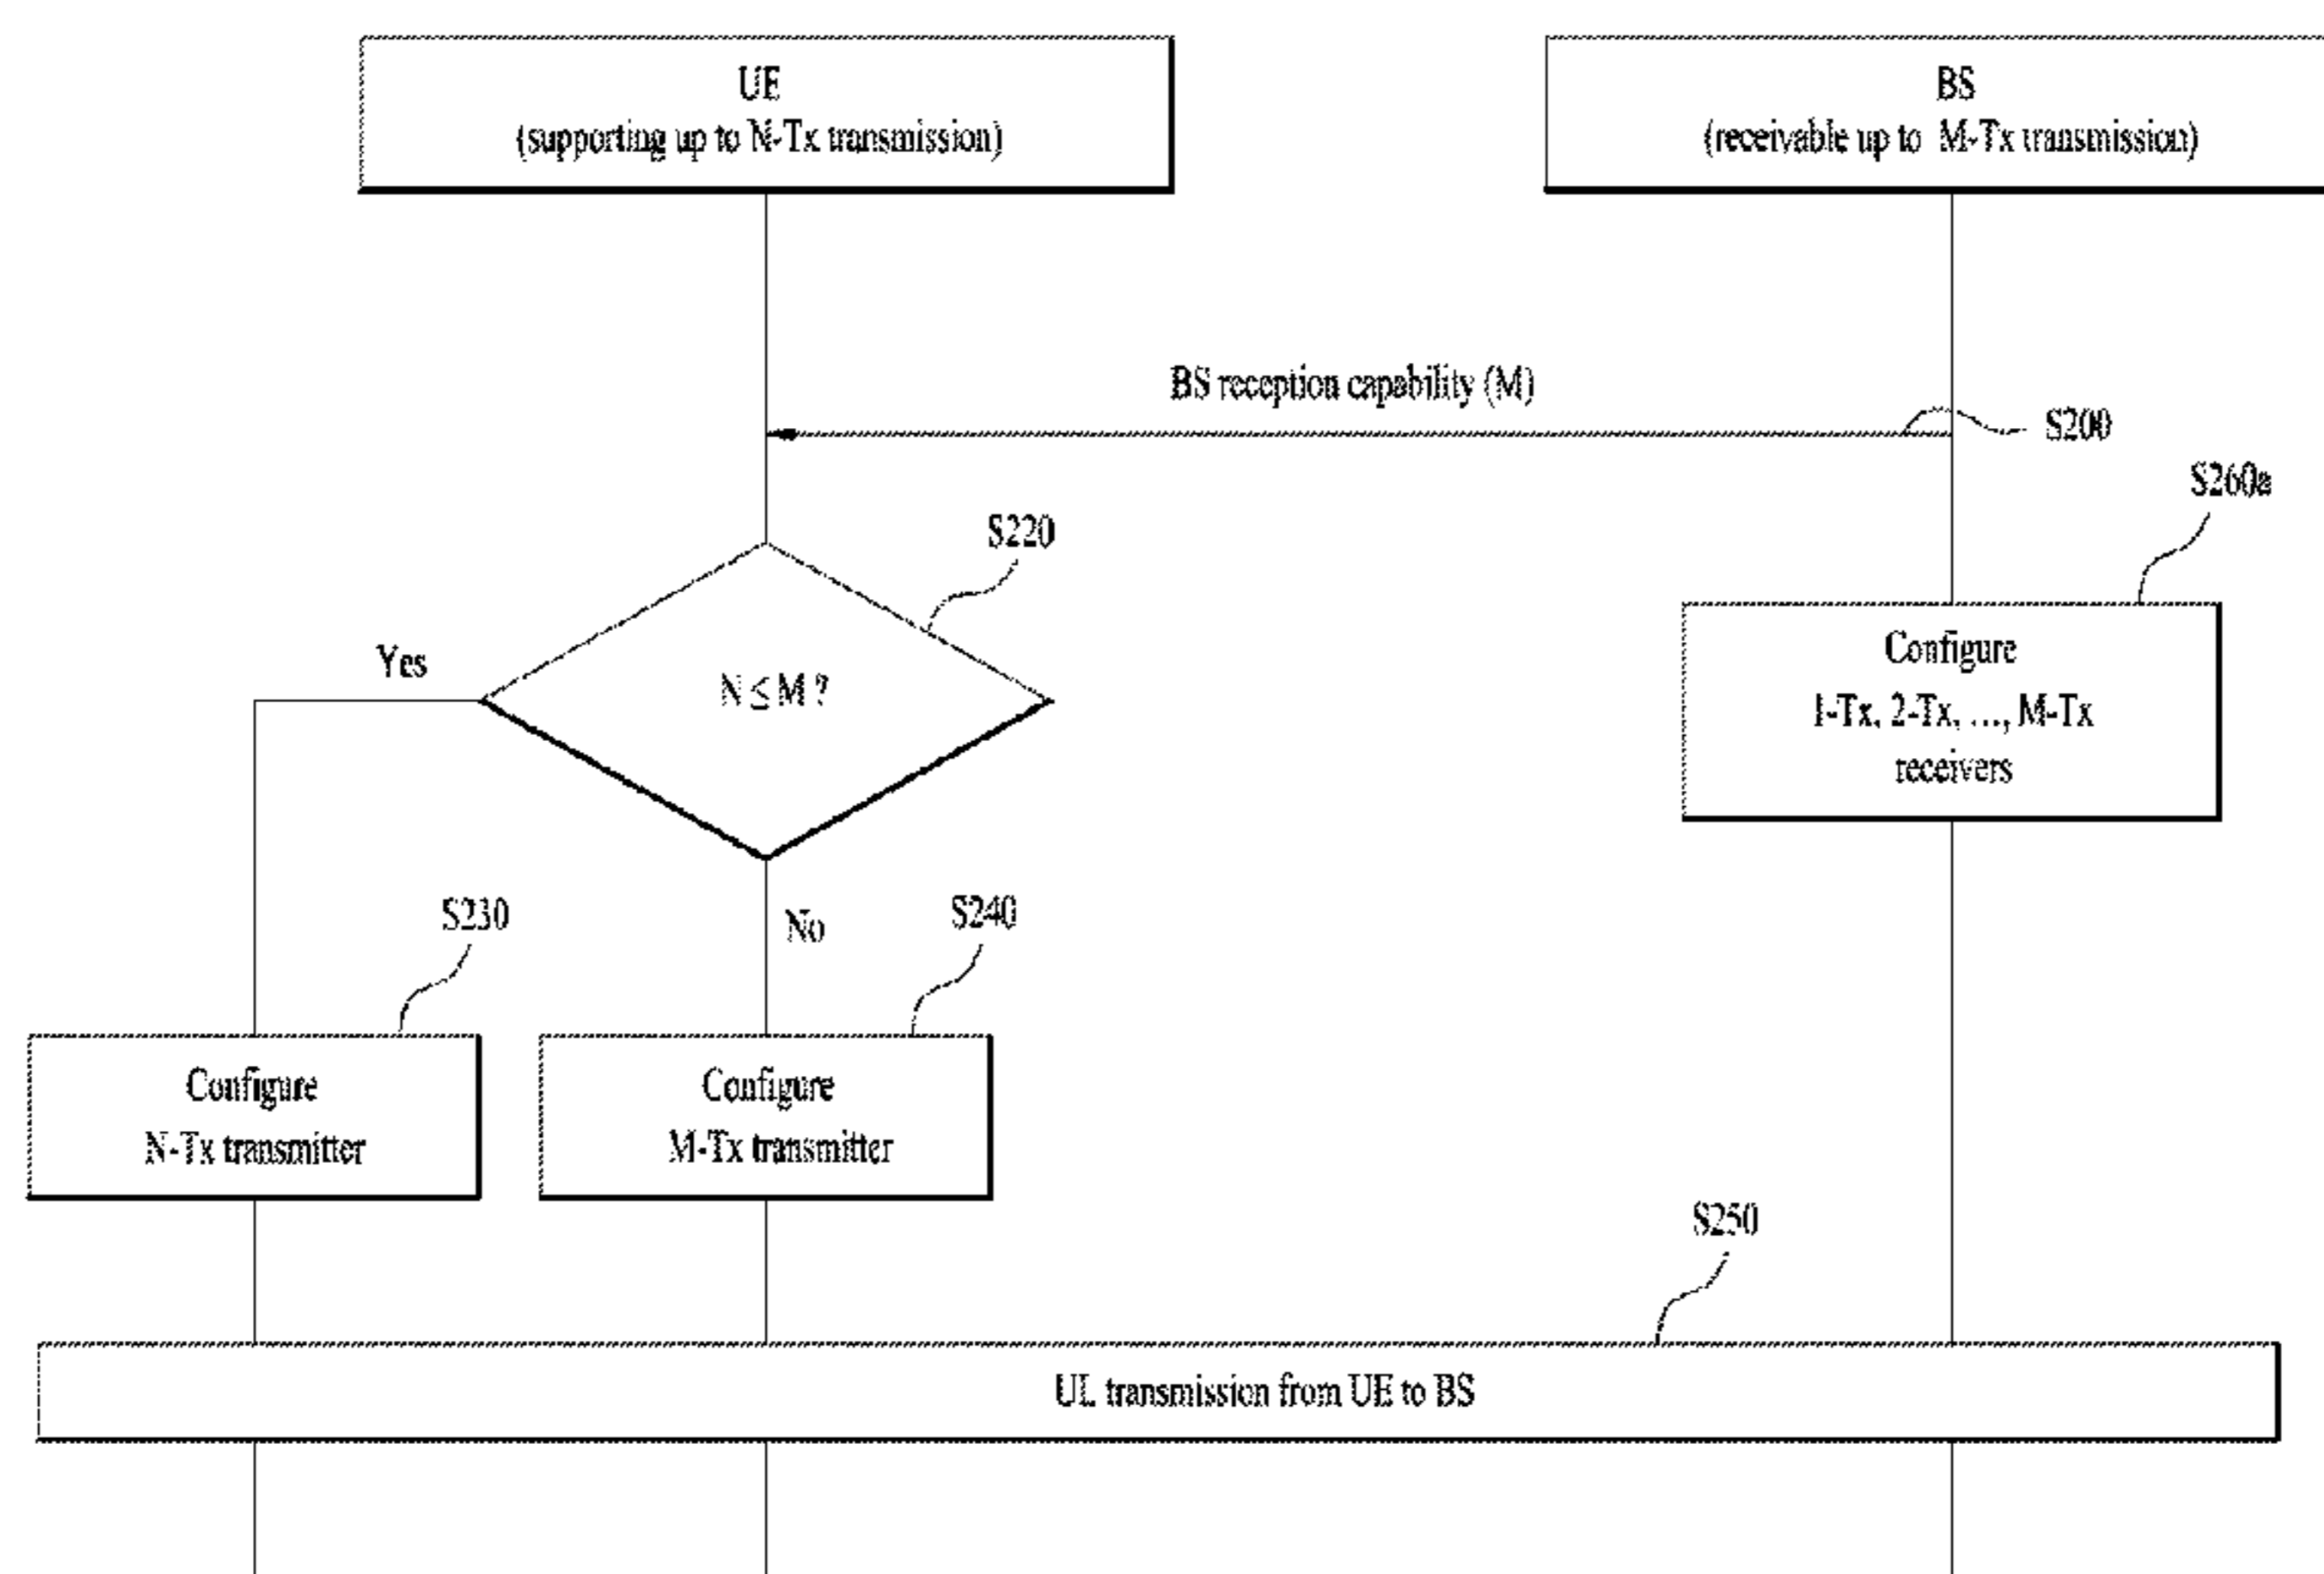 UE
(supporting up to N-Tx transmission)
BS
(receivable up to M-Tx transmission)
BS reception capability (M)
S200
S260a
S220
Yes
N ≤ M ?
Configure
1-Tx, 2-Tx, ..., M-Tx
receivers
S230
No
S240
Configure
N-Tx transmitter
Configure
M-Tx transmitter
S250
UL transmission from UE to BS